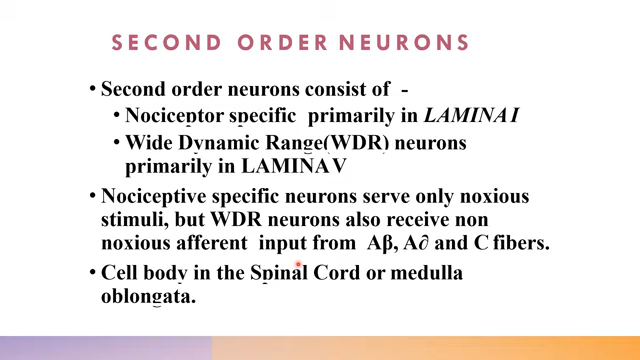 SECOND ORDER NEURONS
• Second order neurons consist of -
• Nociceptor specific primarily in LAMINA I
• Wide Dynamic Range(WDR) neurons
primarily in LAMINA V
• Nociceptive specific neurons serve only noxious
stimuli, but WDR neurons also receive non
noxious afferent input from Aβ, A∂ and C fibers.
• Cell body in the Spinal Cord or medulla
oblongata.